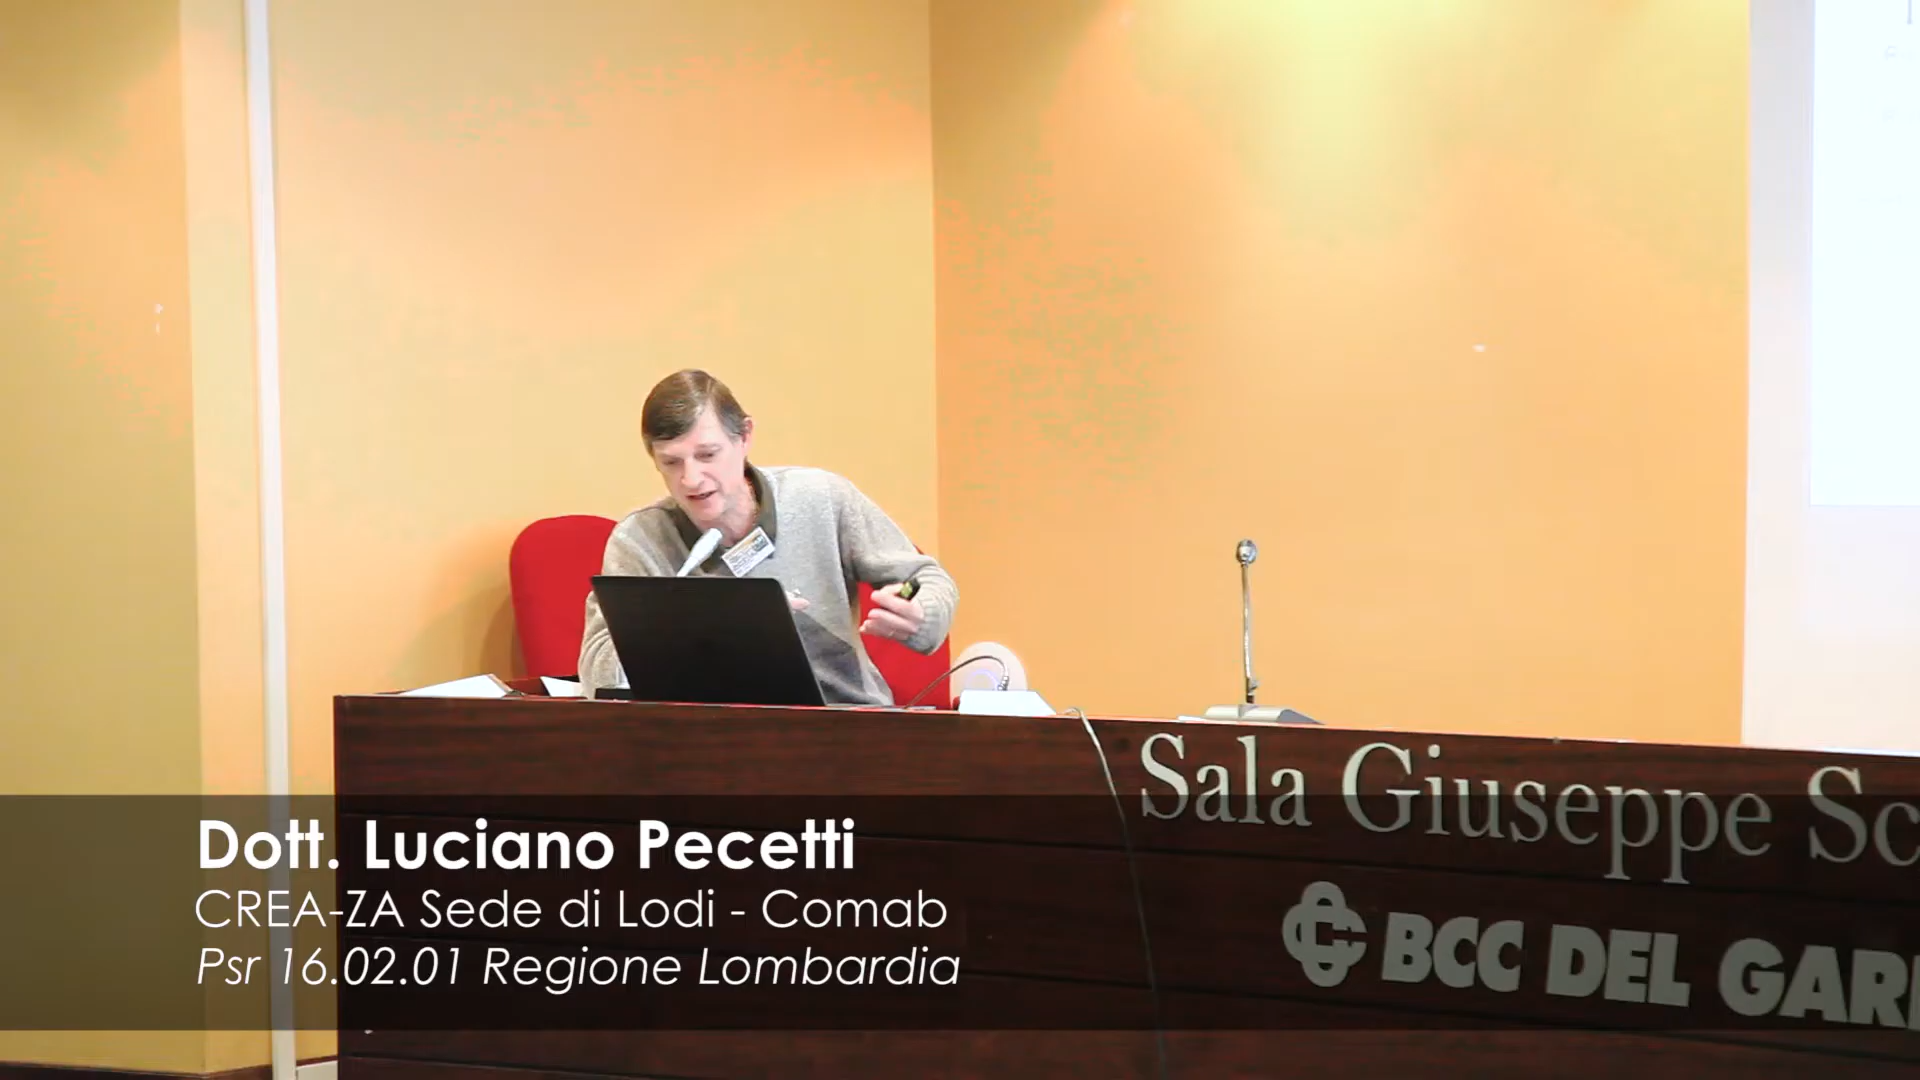 Sala Giuseppe Sc
BCC DEL GAR
Dott. Luciano Pecetti
CREA-ZA Sede di Lodi - Comab
Psr 16.02.01 Regione Lombardia